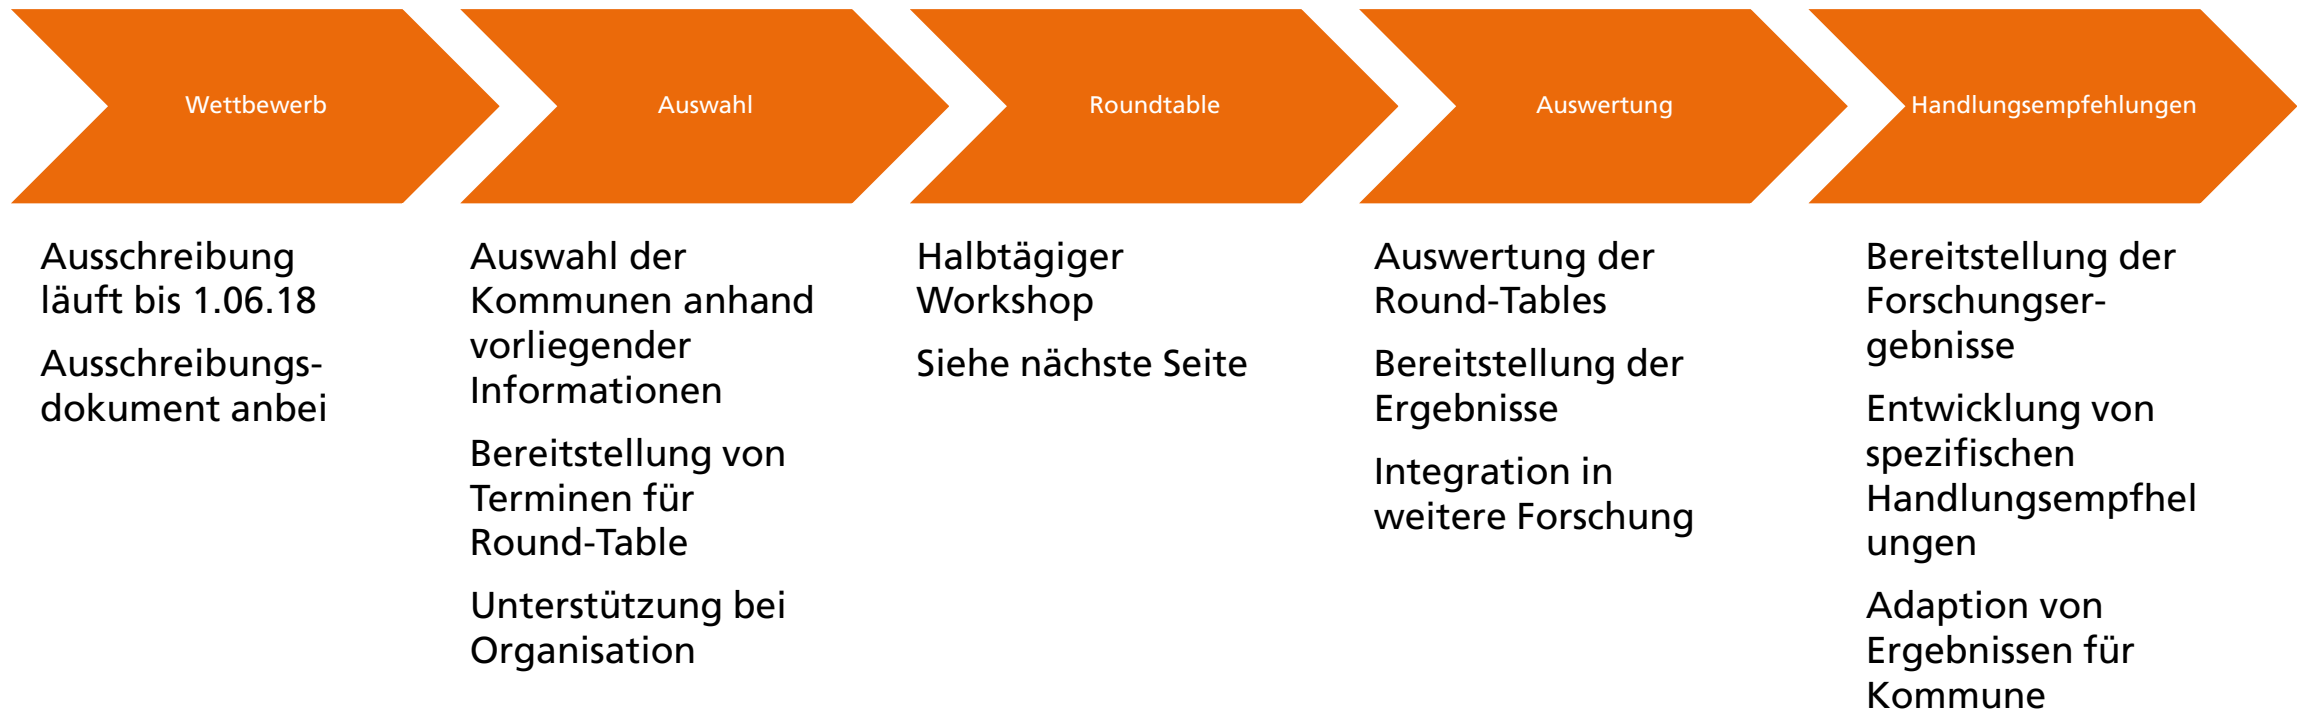 Wettbewerb
Auswahl
Roundtable
Auswertung
Handlungsempfehlungen
Ausschreibung
läuft bis 1.06.18
Ausschreibungs-
dokument anbei
Auswahl der
Kommunen anhand
vorliegender
Informationen
Bereitstellung von
Terminen für
Round-Table
Unterstützung bei
Organisation
Halbtägiger
Workshop
Siehe nächste Seite
Auswertung der
Round-Tables
Bereitstellung der
Ergebnisse
Integration in
weitere Forschung
Bereitstellung der
Forschungser-
gebnisse
Entwicklung von
spezifischen
Handlungsempfhel
ungen
Adaption von
Ergebnissen für
Kommune